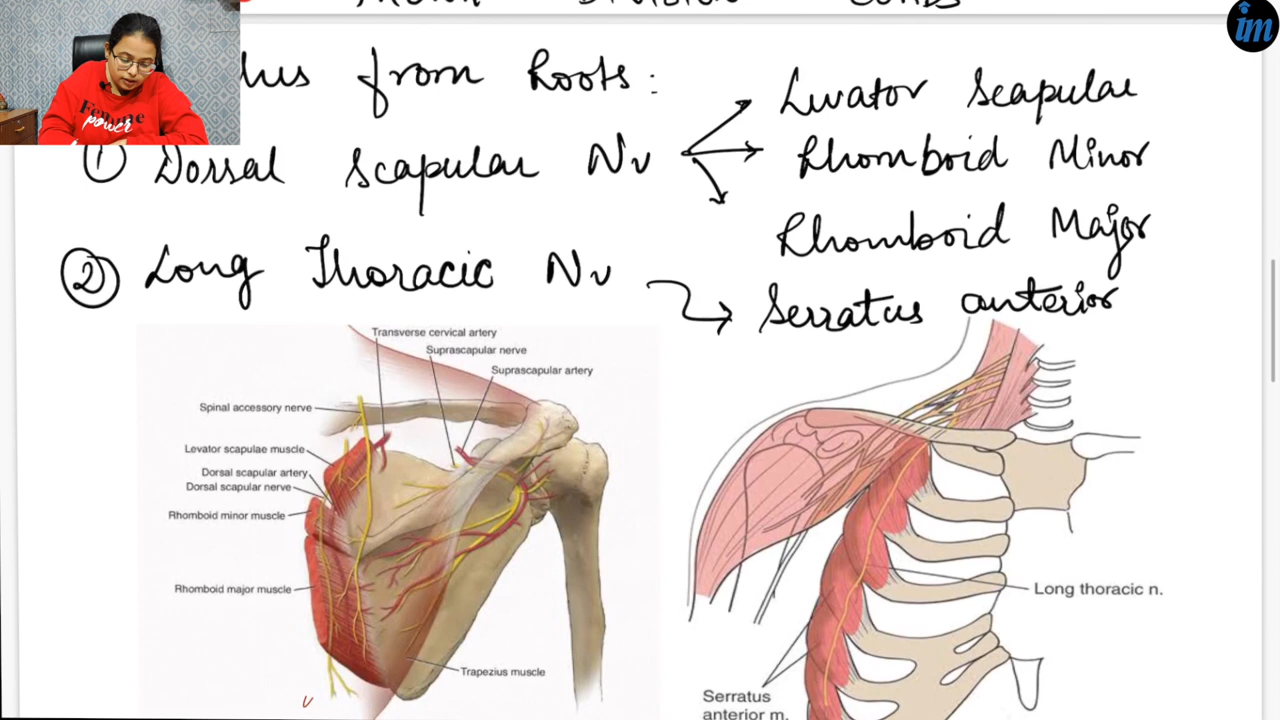 im
from Roots:
Femme
power
① Dorsal Scapular Nv
Levator Scapulae
Rhomboid Minor
Rhomboid Major
② Long Thoracic Nv
Serratus anterior
Transverse cervical artery
Suprascapular nerve
Suprascapular artery
Spinal accessory nerve
Levator scapulae muscle
Dorsal scapular artery
Dorsal scapular nerve
Rhomboid minor muscle
Rhomboid major muscle
Trapezius muscle
Long thoracic n.
Serratus
anterior m.